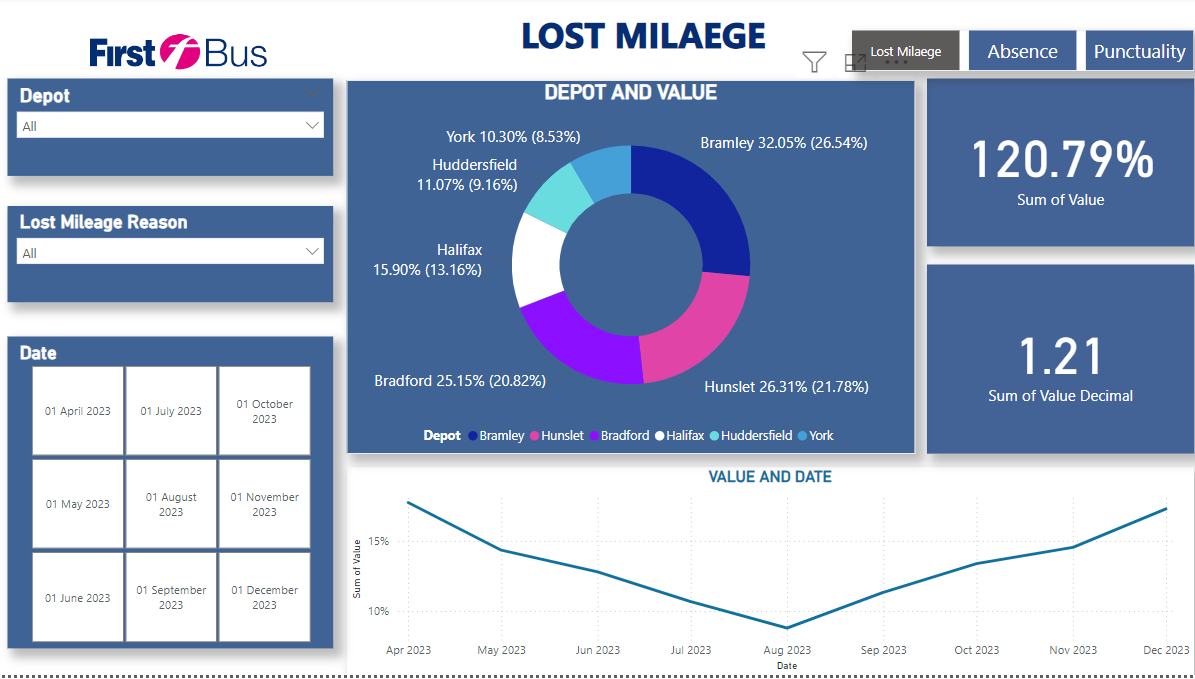 First Bus
LOST MILAEGE
Lost Milaege
Absence
Punctuality
Depot
All
Lost Mileage Reason
All
Date
01 April 2023
01 July 2023
01 October
2023
01 May 2023
01 August
2023
01 November
2023
01 June 2023
01 September
2023
01 December
2023
DEPOT AND VALUE
York 10.30% (8.53%)
Bramley 32.05% (26.54%)
Huddersfield
11.07% (9.16%)
Halifax
15.90% (13.16%)
Bradford 25.15% (20.82%)
Hunslet 26.31% (21.78%)
Depot Bramley Hunslet Bradford Halifax Huddersfield York
120.79%
Sum of Value
1.21
Sum of Value Decimal
VALUE AND DATE
Sum of Value
15%
10%
Apr 2023 May 2023 Jun 2023 Jul 2023 Aug 2023 Sep 2023 Oct 2023 Nov 2023 Dec 2023
Date